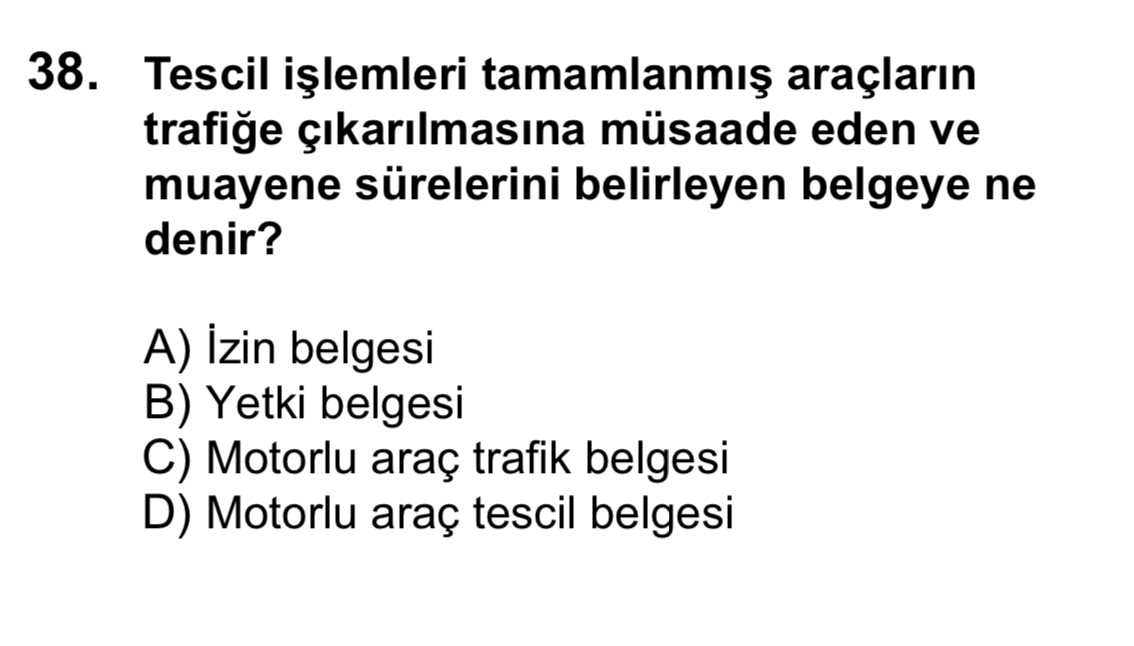 38. Tescil işlemleri tamamlanmış araçların
trafiğe çıkarılmasına müsaade eden ve
muayene sürelerini belirleyen belgeye ne
denir?
A) İzin belgesi
B) Yetki belgesi
C) Motorlu araç trafik belgesi
D) Motorlu araç tescil belgesi